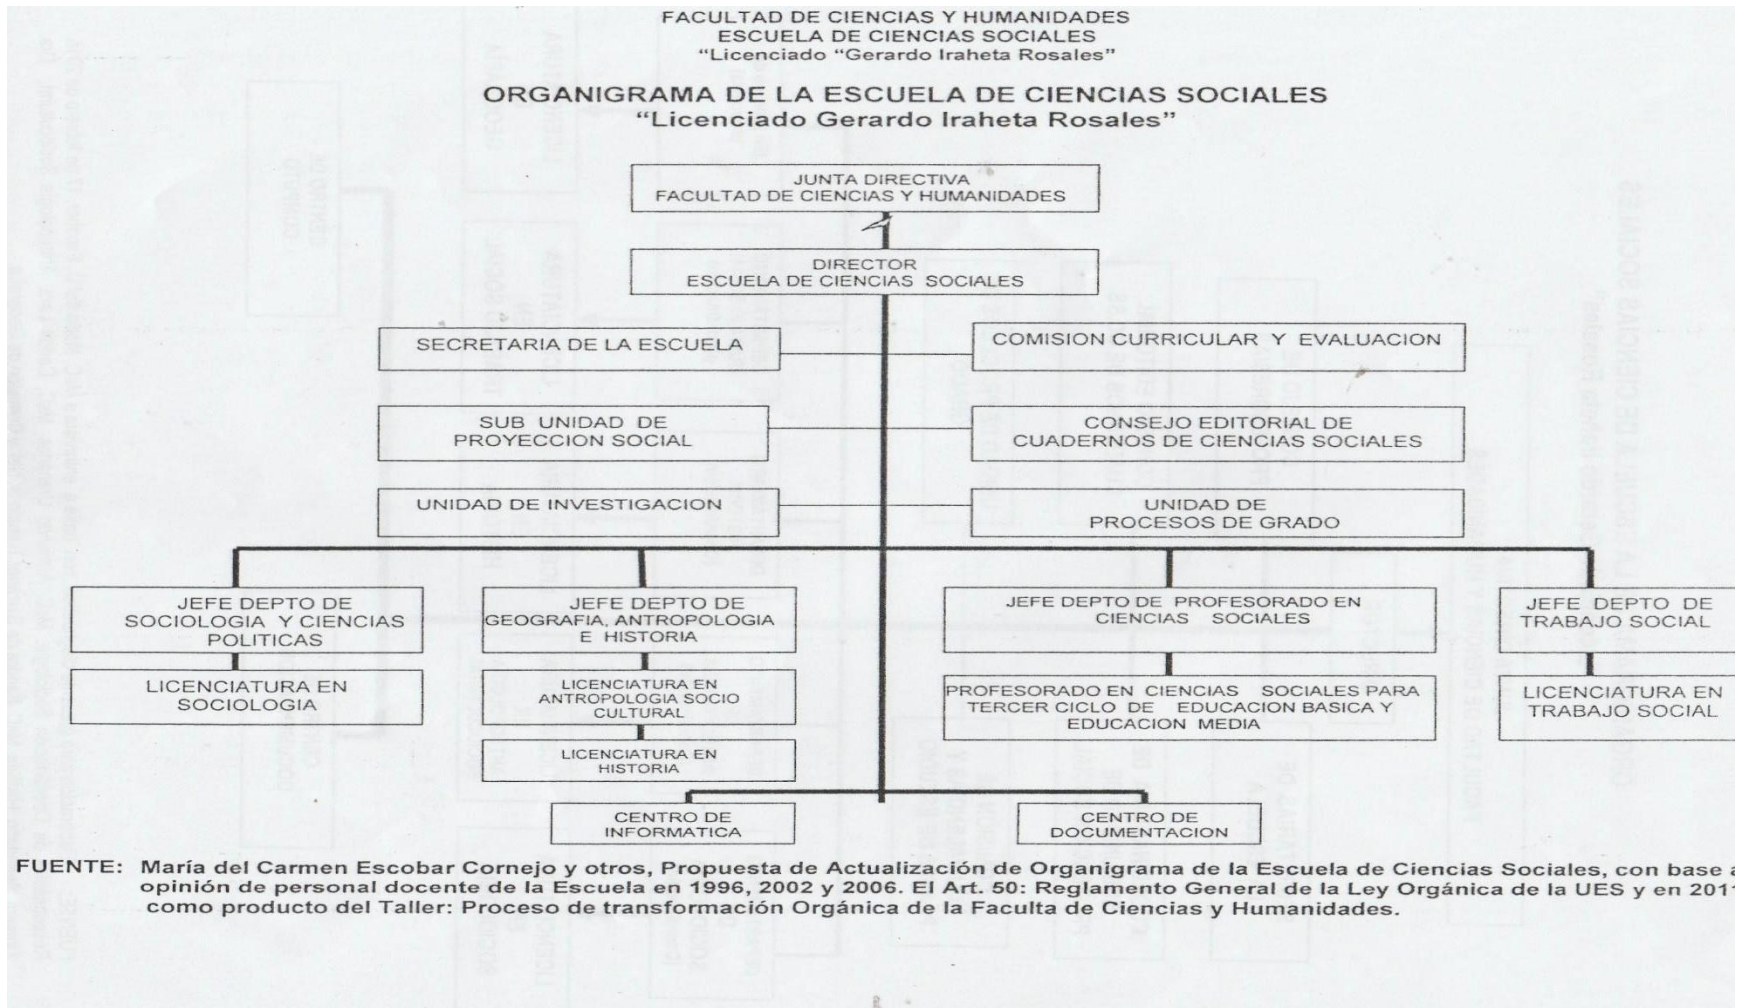 FACULTAD DE CIENCIAS Y HUMANIDADES
ESCUELA DE CIENCIAS SOCIALES
“Licenciado “Gerardo Iraheta Rosales”
ORGANIGRAMA DE LA ESCUELA DE CIENCIAS SOCIALES
“Licenciado Gerardo Iraheta Rosales”
JUNTA DIRECTIVA
FACULTAD DE CIENCIAS Y HUMANIDADES
DIRECTOR
ESCUELA DE CIENCIAS SOCIALES
SECRETARIA DE LA ESCUELA
COMISION CURRICULAR Y EVALUACION
SUB UNIDAD DE
PROYECCION SOCIAL
CONSEJO EDITORIAL DE
CUADERNOS DE CIENCIAS SOCIALES
UNIDAD DE INVESTIGACION
UNIDAD DE
PROCESOS DE GRADO
JEFE DEPTO DE
SOCIOLOGIA Y CIENCIAS
POLITICAS
JEFE DEPTO DE
GEOGRAFIA, ANTROPOLOGIA
E HISTORIA
JEFE DEPTO DE PROFESORADO EN
CIENCIAS SOCIALES
JEFE DEPTO DE
TRABAJO SOCIAL
LICENCIATURA EN
SOCIOLOGIA
LICENCIATURA EN
ANTROPOLOGIA SOCIO
CULTURAL
PROFESORADO EN CIENCIAS SOCIALES PARA
TERCER CICLO DE EDUCACION BASICA Y
EDUCACION MEDIA
LICENCIATURA EN
TRABAJO SOCIAL
LICENCIATURA EN
HISTORIA
CENTRO DE
INFORMATICA
CENTRO DE
DOCUMENTACION
FUENTE: María del Carmen Escobar Cornejo y otros, Propuesta de Actualización de Organigrama de la Escuela de Ciencias Sociales, con base a
opinión de personal docente de la Escuela en 1996, 2002 y 2006. El Art. 50: Reglamento General de la Ley Orgánica de la UES y en 2011
como producto del Taller: Proceso de transformación Orgánica de la Faculta de Ciencias y Humanidades.